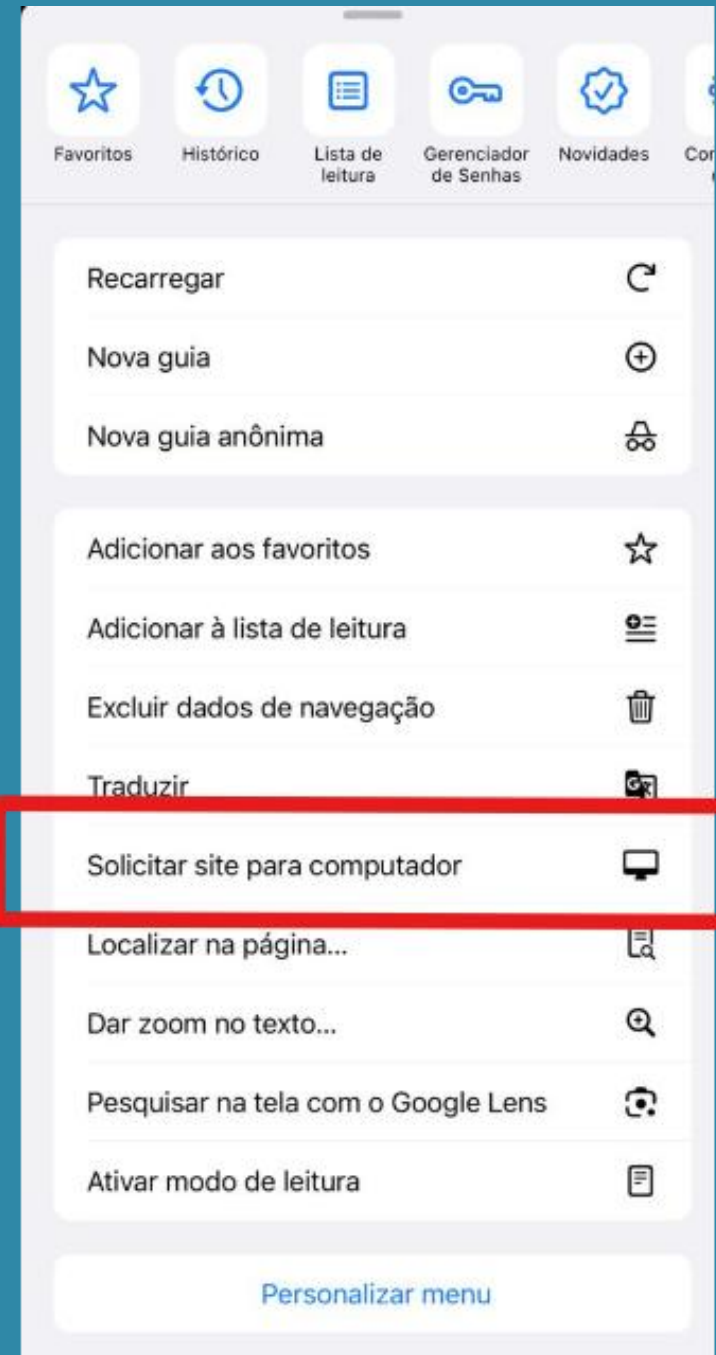 Favoritos
Histórico
Lista de
leitura
Gerenciador
de Senhas
Novidades
Recarregar
Nova guia
Nova guia anônima
Adicionar aos favoritos
Adicionar à lista de leitura
Excluir dados de navegação
Traduzir
Solicitar site para computador
Localizar na página...
Dar zoom no texto...
Pesquisar na tela com o Google Lens
Ativar modo de leitura
Personalizar menu